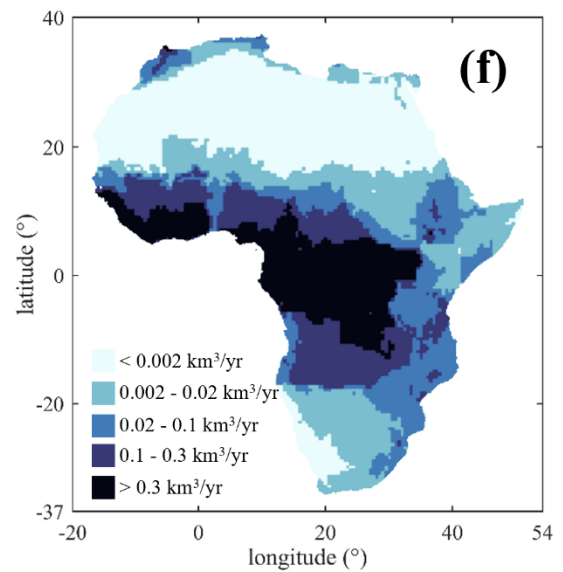 40
(f)
20
0
-20
-37
latitude (°)
< 0.002 km³/yr
0.002 - 0.02 km³/yr
0.02 - 0.1 km³/yr
0.1 - 0.3 km³/yr
> 0.3 km³/yr
-20 0 20 40 54
longitude (°)